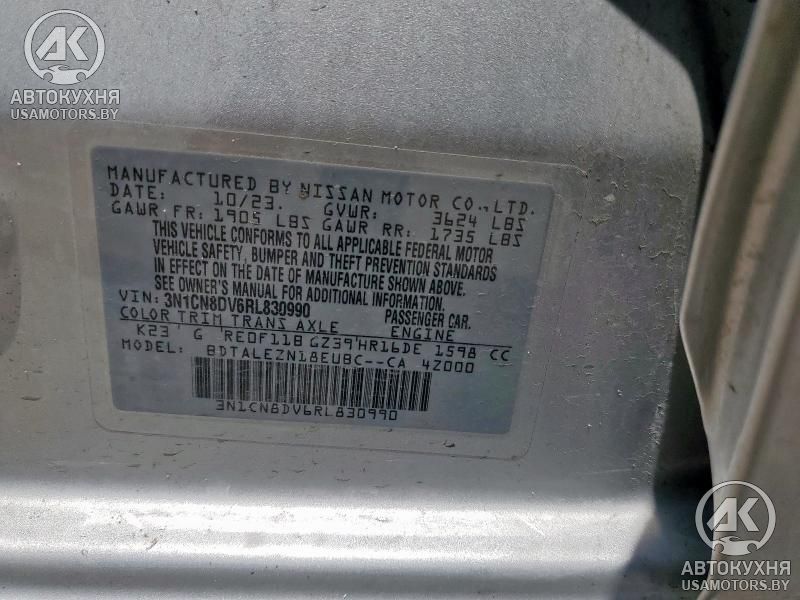 AK
АВТОКУХНЯ
USAMOTORS.BY
MANUFACTURED BY NISSAN MOTOR CO.,LTD.
DATE: 10/23. GVWR: 3624 LBS
GAWR FR: 1905 LBS GAWR RR: 1735 LBS
THIS VEHICLE CONFORMS TO ALL APPLICABLE FEDERAL MOTOR
VEHICLE SAFETY, BUMPER AND THEFT PREVENTION STANDARDS
IN EFFECT ON THE DATE OF MANUFACTURE SHOWN ABOVE.
SEE OWNER'S MANUAL FOR ADDITIONAL INFORMATION
VIN: 3N1CN8DV6RL830990 PASSENGER CAR.
COLOR TRIM TRANS AXLE ENGINE
K23 G RE0F11B GZ39 HR16DE 1598 CC
MODEL: BDTALEZN18EUBC--CA 4Z000
3N1CN8DV6RL830990
AK
АВТОКУХНЯ
USAMOTORS.BY